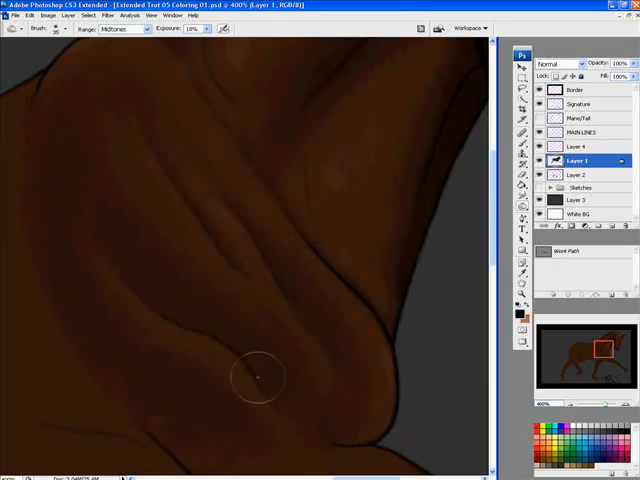 Adobe Photoshop CS3 Extended - [Extended Trot 05 Coloring 01.psd @ 400% (Layer 1, RGB/8)]
File Edit Image Layer Select Filter Analysis View Window Help
Brush: 35 Range: Midtones Exposure: 18% Workspace
Ps
Normal Opacity: 100%
Lock: Fill: 100%
Border
Signature
Mane/Tail
MAIN LINES
Layer 4
Layer 1
Layer 2
Sketches
Layer 3
White BG
Work Path
400%